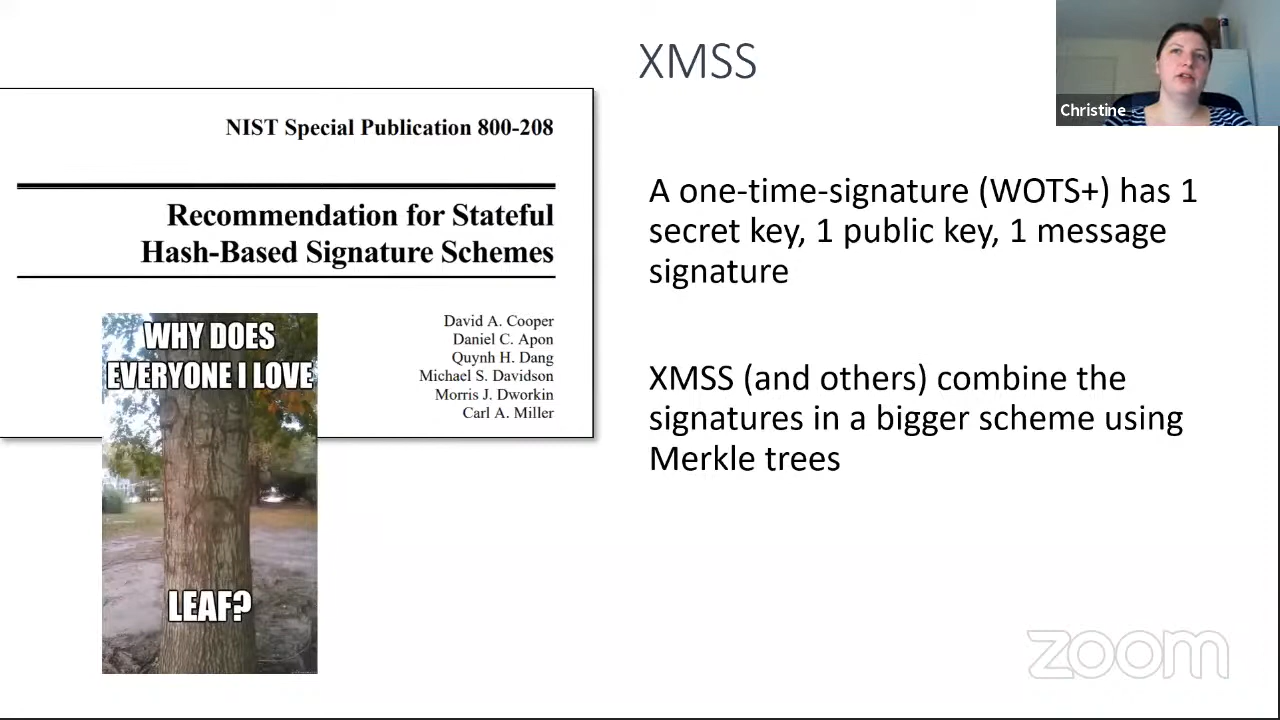 XMSS
Christine
NIST Special Publication 800-208
Recommendation for Stateful
Hash-Based Signature Schemes
David A. Cooper
Daniel C. Apon
Quynh H. Dang
Michael S. Davidson
Morris J. Dworkin
Carl A. Miller
WHY DOES
EVERYONE I LOVE
LEAF?
A one-time-signature (WOTS+) has 1
secret key, 1 public key, 1 message
signature
XMSS (and others) combine the
signatures in a bigger scheme using
Merkle trees
zoom